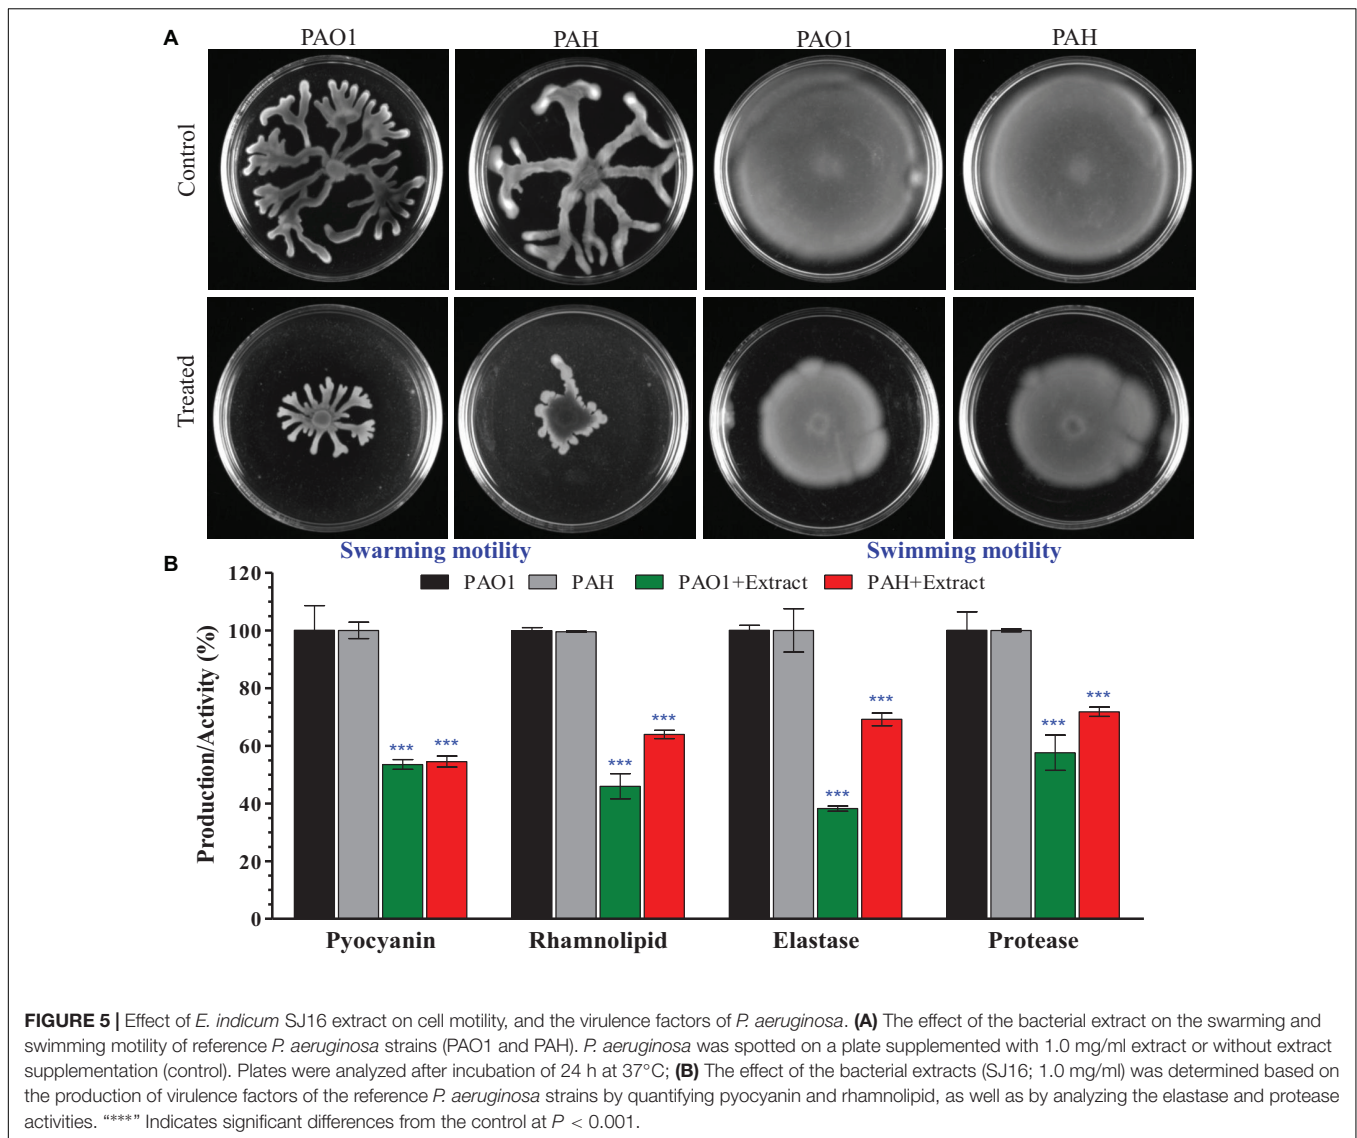 A
PAO1 PAH PAO1 PAH
Control
Treated
Swarming motility Swimming motility
B
PAO1 PAH PAO1+Extract PAH+Extract
Production/Activity (%)
120
100
80
60
40
20
0
*** *** *** *** *** *** *** ***
Pyocyanin Rhamnolipid Elastase Protease
FIGURE 5 | Effect of E. indicum SJ16 extract on cell motility, and the virulence factors of P. aeruginosa. (A) The effect of the bacterial extract on the swarming and
swimming motility of reference P. aeruginosa strains (PAO1 and PAH). P. aeruginosa was spotted on a plate supplemented with 1.0 mg/ml extract or without extract
supplementation (control). Plates were analyzed after incubation of 24 h at 37°C; (B) The effect of the bacterial extracts (SJ16; 1.0 mg/ml) was determined based on
the production of virulence factors of the reference P. aeruginosa strains by quantifying pyocyanin and rhamnolipid, as well as by analyzing the elastase and protease
activities. “***” Indicates significant differences from the control at P < 0.001.